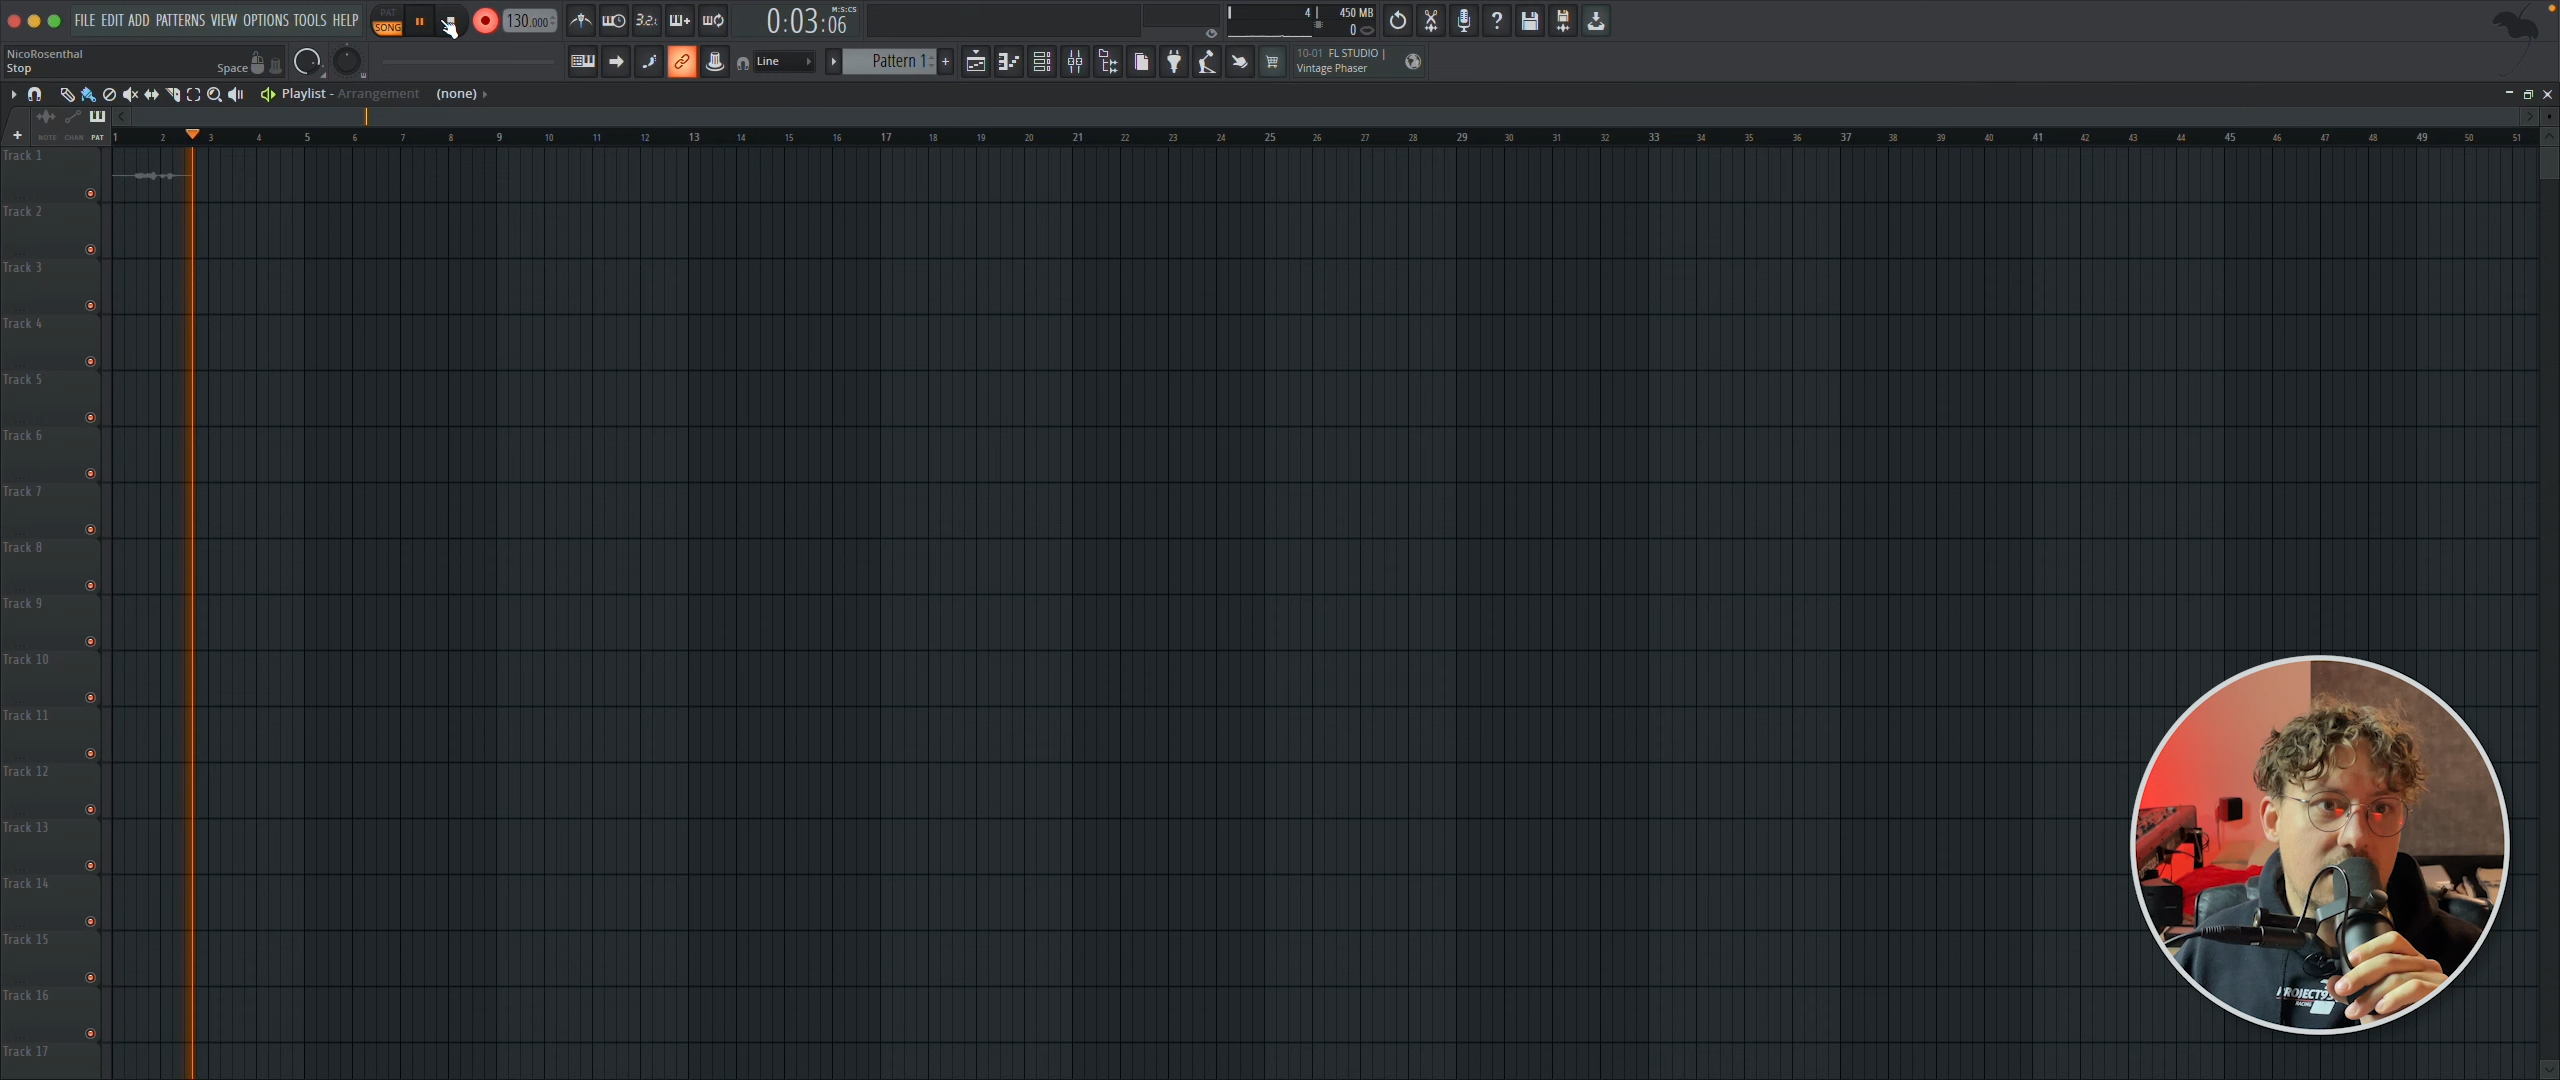 FILE EDIT ADD PATTERNS VIEW OPTIONS TOOLS HELP
PAT
SONG
130.000
3.2.
0:03:06
M:S:CS
4
450 MB
0
NicoRosenthal
Stop
Space
Line
Pattern 1
+
10-01 FL STUDIO |
Vintage Phaser
Playlist - Arrangement (none)
NOTE CHAN PAT
1 2 3 4 5 6 7 8 9 10 11 12 13 14 15 16 17 18 19 20 21 22 23 24 25 26 27 28 29 30 31 32 33 34 35 36 37 38 39 40 41 42 43 44 45 46 47 48 49 50 51
Track 1
Track 2
Track 3
Track 4
Track 5
Track 6
Track 7
Track 8
Track 9
Track 10
Track 11
Track 12
Track 13
Track 14
Track 15
Track 16
Track 17
RACING